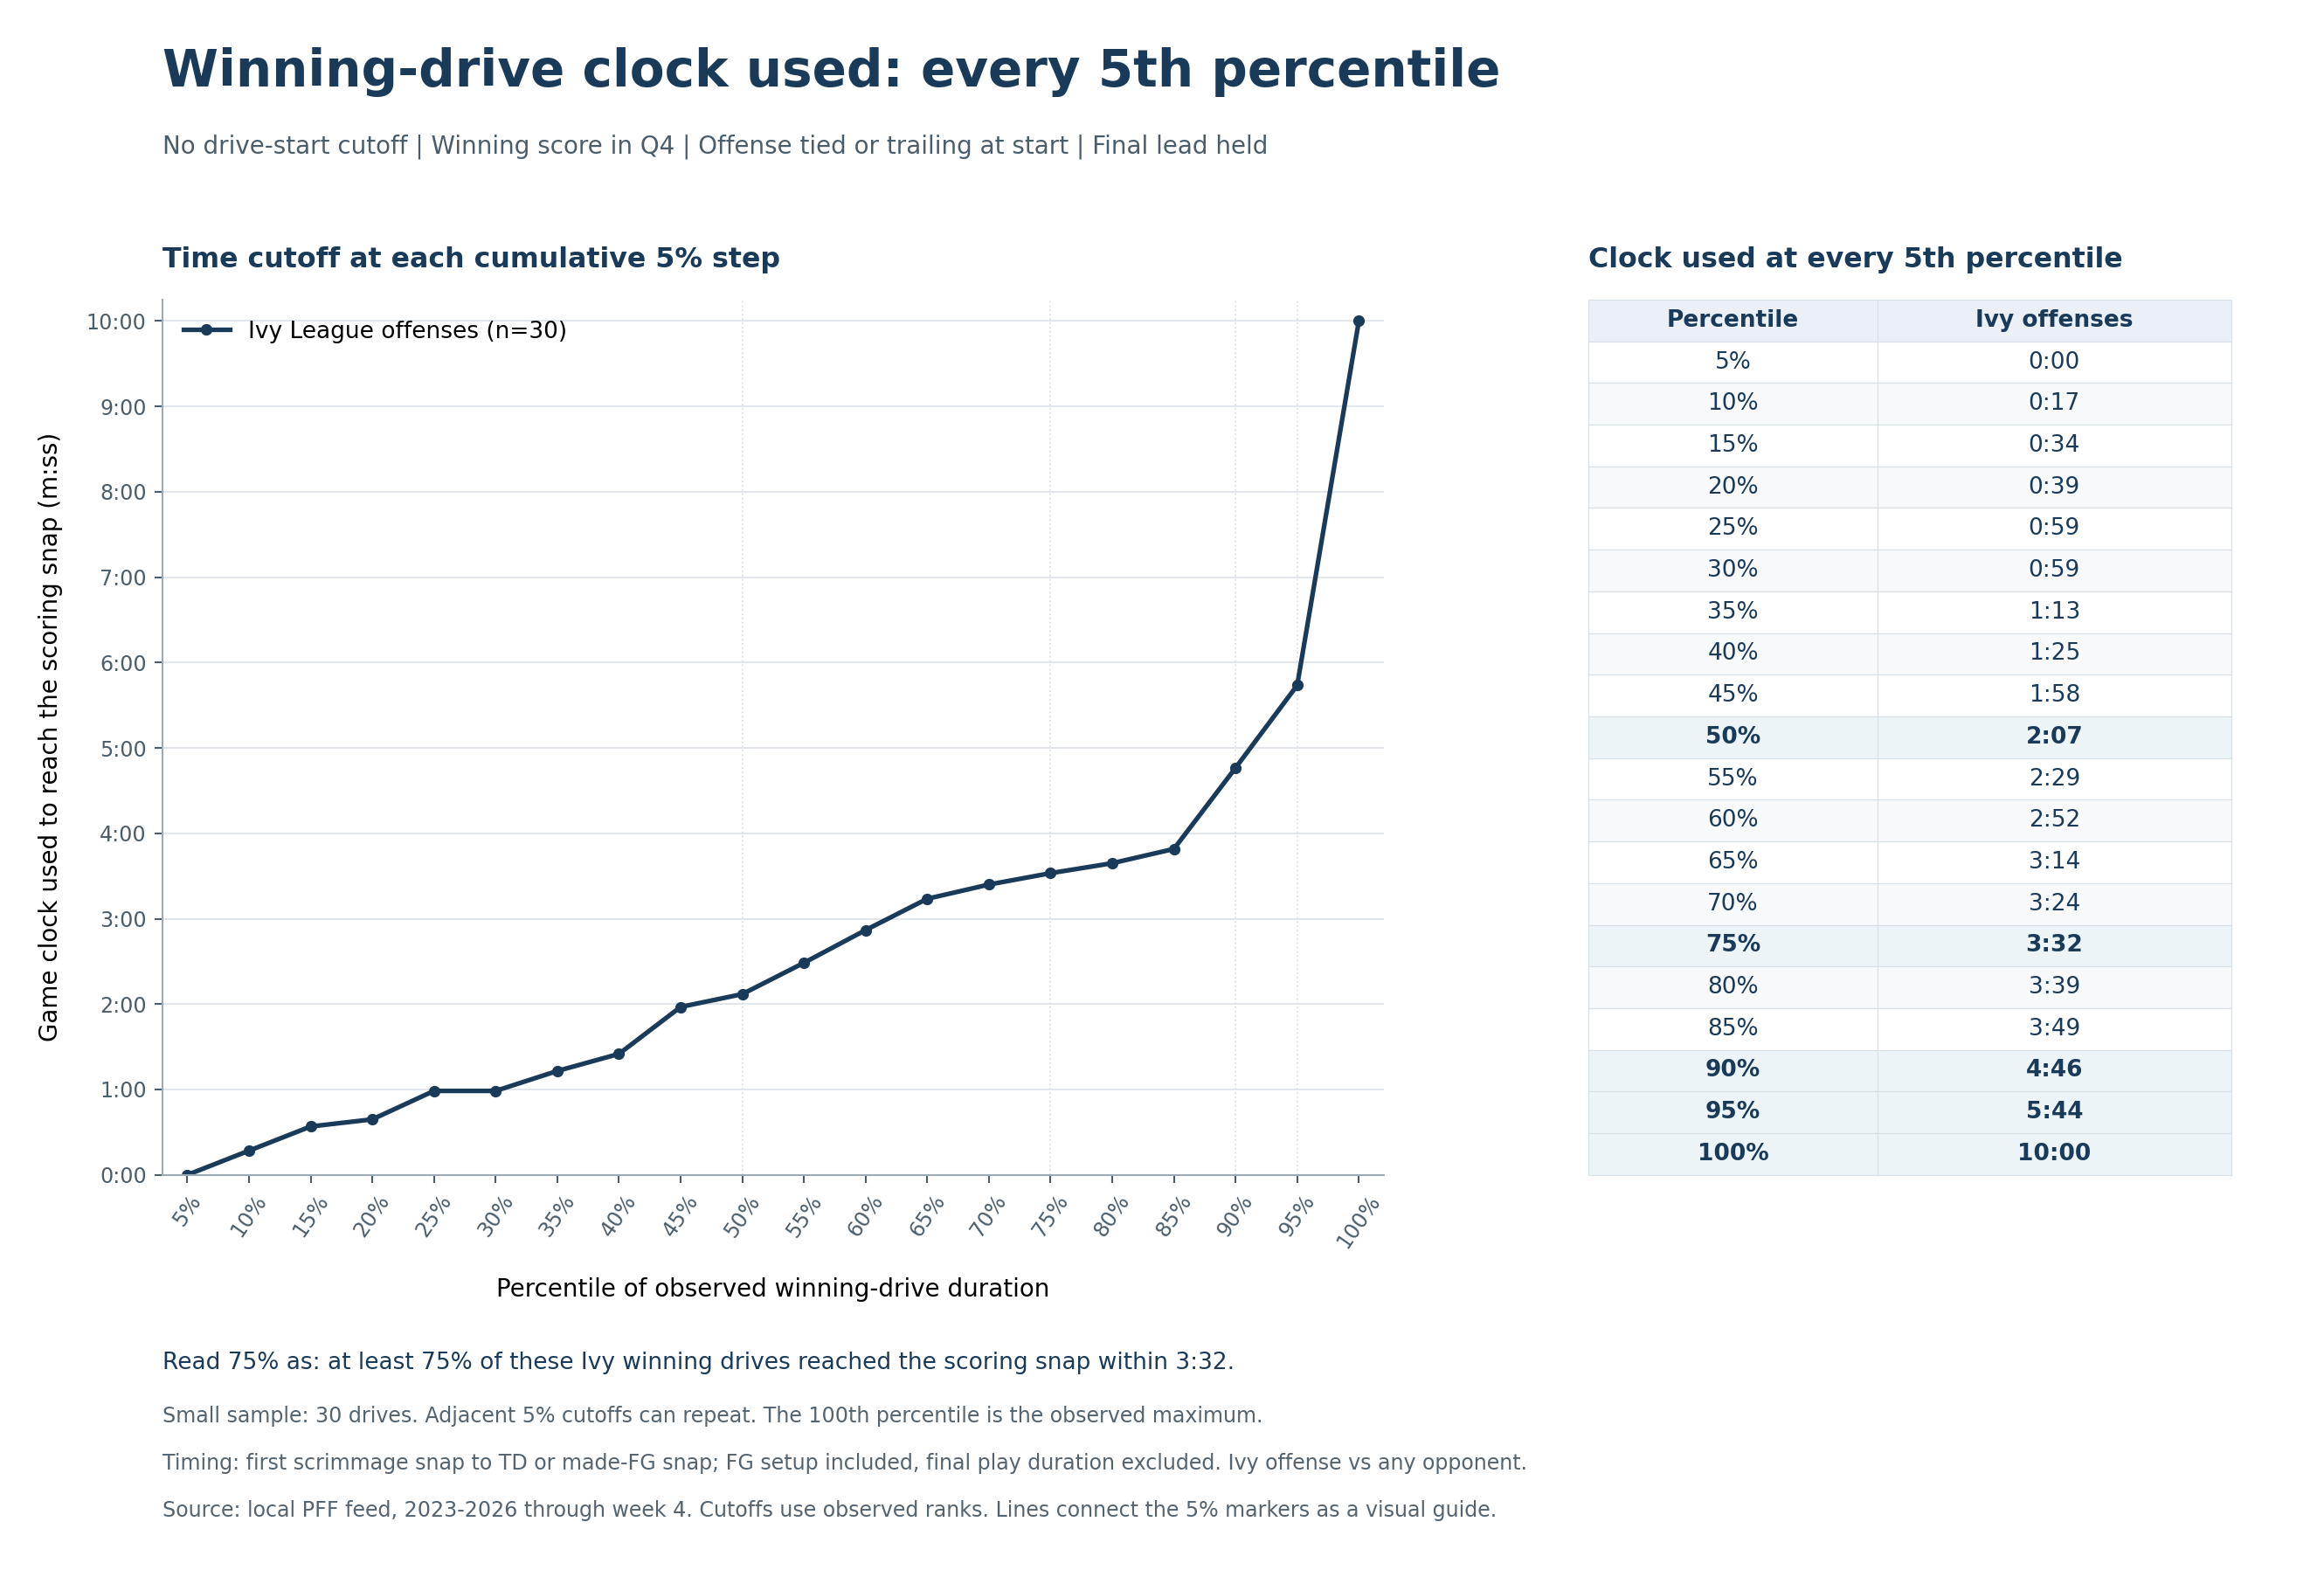 Winning-drive clock used: every 5th percentile
No drive-start cutoff | Winning score in Q4 | Offense tied or trailing at start | Final lead held
Time cutoff at each cumulative 5% step
Ivy League offenses (n=30)
Game clock used to reach the scoring snap (m:ss)
10:00
9:00
8:00
7:00
6:00
5:00
4:00
3:00
2:00
1:00
0:00
5% 10% 15% 20% 25% 30% 35% 40% 45% 50% 55% 60% 65% 70% 75% 80% 85% 90% 95% 100%
Percentile of observed winning-drive duration
Clock used at every 5th percentile
Percentile Ivy offenses
5% 0:00
10% 0:17
15% 0:34
20% 0:39
25% 0:59
30% 0:59
35% 1:13
40% 1:25
45% 1:58
50% 2:07
55% 2:29
60% 2:52
65% 3:14
70% 3:24
75% 3:32
80% 3:39
85% 3:49
90% 4:46
95% 5:44
100% 10:00
Read 75% as: at least 75% of these Ivy winning drives reached the scoring snap within 3:32.
Small sample: 30 drives. Adjacent 5% cutoffs can repeat. The 100th percentile is the observed maximum.
Timing: first scrimmage snap to TD or made-FG snap; FG setup included, final play duration excluded. Ivy offense vs any opponent.
Source: local PFF feed, 2023-2026 through week 4. Cutoffs use observed ranks. Lines connect the 5% markers as a visual guide.